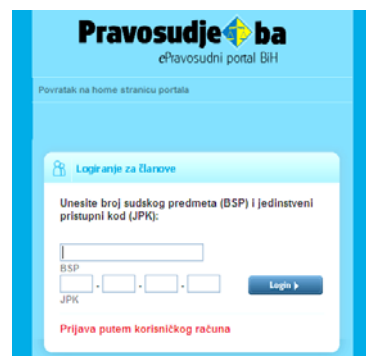 Pravosudje ba
ePravosudni portal BiH
Povratak na home stranicu portala
Logiranje za članove
Unesite broj sudskog predmeta (BSP) i jedinstveni
pristupni kod (JPK):
BSP
- - -
Login
JPK
Prijava putem korisničkog računa